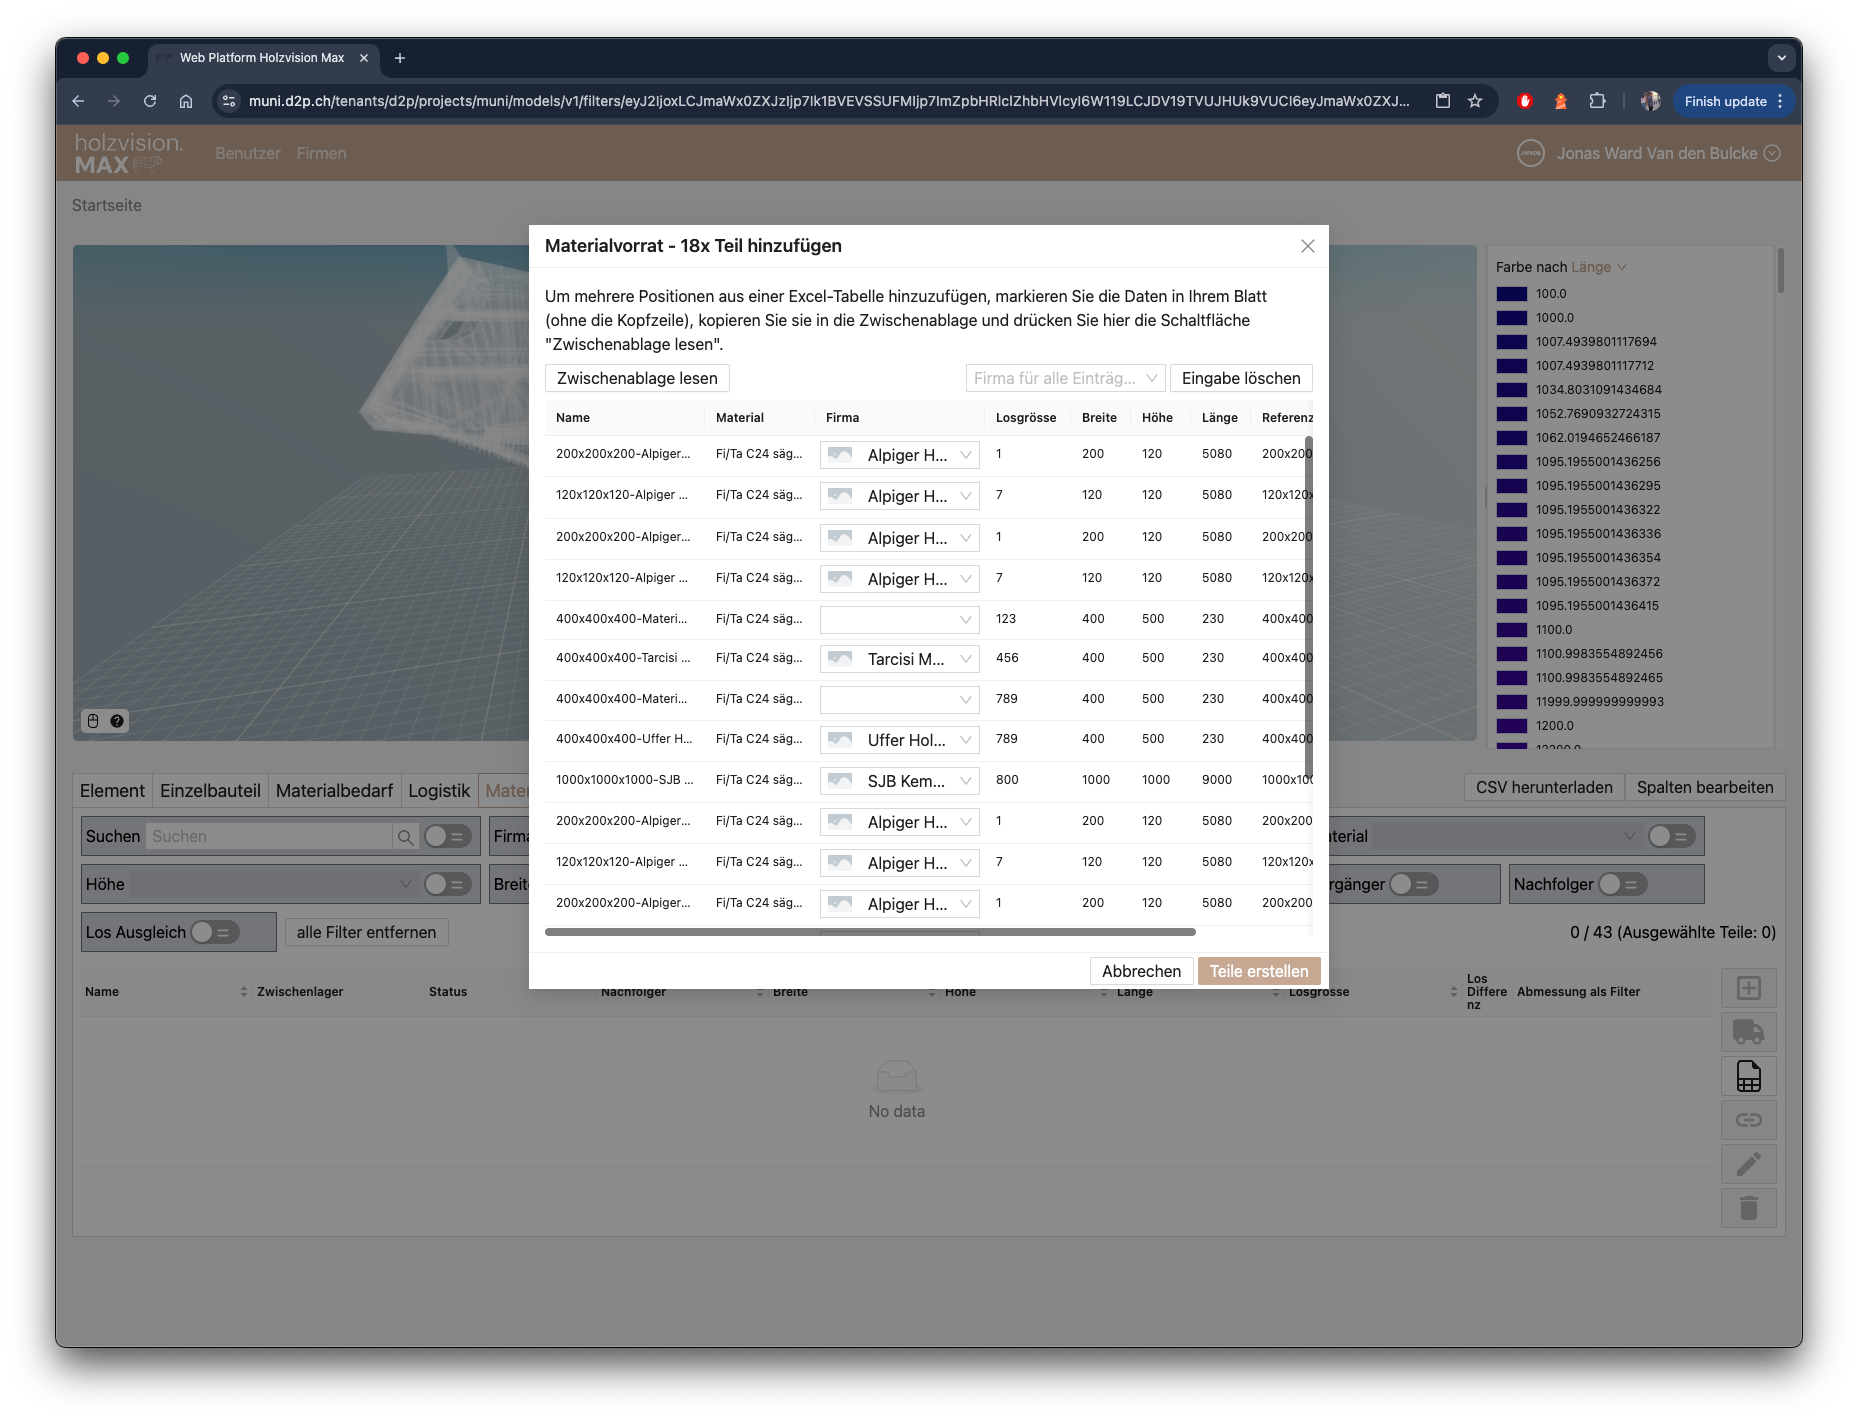 Web Platform Holzvision Max
muni.d2p.ch/tenants/d2p/projects/muni/models/v1/filters/
Finish update
holzvision.
MAX
Benutzer Firmen
Jonas Ward Van den Bulcke
Startseite
Materialvorrat - 18x Teil hinzufügen
Um mehrere Positionen aus einer Excel-Tabelle hinzuzufügen, markieren Sie die Daten in Ihrem Blatt
(ohne die Kopfzeile), kopieren Sie sie in die Zwischenablage und drücken Sie hier die Schaltfläche
"Zwischenablage lesen".
Zwischenablage lesen Firma für alle Einträg... Eingabe löschen
Name Material Firma Losgrösse Breite Höhe Länge Referenz
200x200x200-Alpiger... Fi/Ta C24 säg... Alpiger H... 1 200 120 5080 200x200
120x120x120-Alpiger ... Fi/Ta C24 säg... Alpiger H... 7 120 120 5080 120x120x
200x200x200-Alpiger... Fi/Ta C24 säg... Alpiger H... 1 200 120 5080 200x200
120x120x120-Alpiger ... Fi/Ta C24 säg... Alpiger H... 7 120 120 5080 120x120x
400x400x400-Materi... Fi/Ta C24 säg... 123 400 500 230 400x400
400x400x400-Tarcisi ... Fi/Ta C24 säg... Tarcisi M... 456 400 500 230 400x400
400x400x400-Materi... Fi/Ta C24 säg... 789 400 500 230 400x400
400x400x400-Uffer H... Fi/Ta C24 säg... Uffer Hol... 789 400 500 230 400x400
1000x1000x1000-SJB ... Fi/Ta C24 säg... SJB Kem... 800 1000 1000 9000 1000x100
200x200x200-Alpiger... Fi/Ta C24 säg... Alpiger H... 1 200 120 5080 200x200
120x120x120-Alpiger ... Fi/Ta C24 säg... Alpiger H... 7 120 120 5080 120x120x
200x200x200-Alpiger... Fi/Ta C24 säg... Alpiger H... 1 200 120 5080 200x200
Abbrechen Teile erstellen
Farbe nach Länge
100.0
1000.0
1007.4939801117694
1007.4939801117712
1034.8031091434684
1052.7690932724315
1062.0194652466187
1095.1955001436256
1095.1955001436295
1095.1955001436322
1095.1955001436336
1095.1955001436354
1095.1955001436372
1095.1955001436415
1100.0
1100.9983554892456
1100.9983554892465
11999.999999999993
1200.0
Element Einzelbauteil Materialbedarf Logistik Mater
CSV herunterladen Spalten bearbeiten
Suchen Suchen Firma aterial
Höhe Breit rgänger Nachfolger
Los Ausgleich alle Filter entfernen
0 / 43 (Ausgewählte Teile: 0)
Name Zwischenlager Status Nachfolger Breite Höhe Länge Losgrösse Los Differe nz Abmessung als Filter
No data